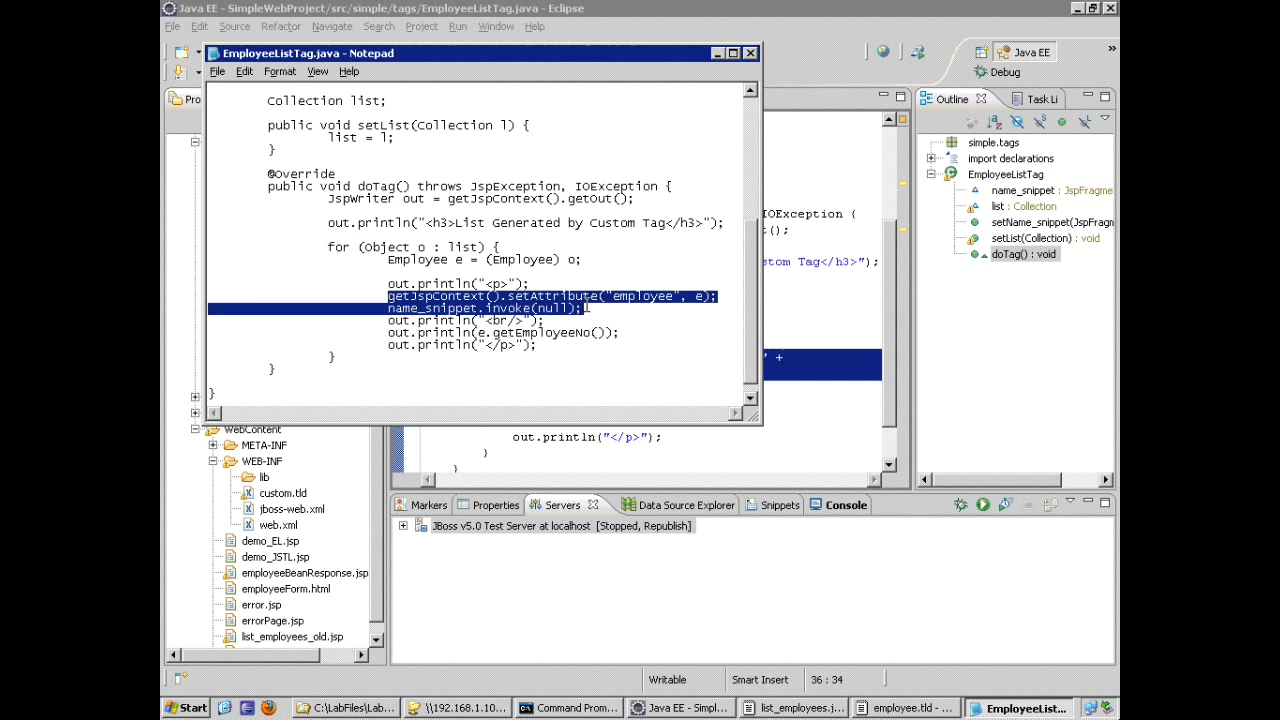 Java EE - SimpleWebProject/src/simple/tags/EmployeeListTag.java - Eclipse
File Edit Source Refactor Navigate Search Project Run Window Help
EmployeeListTag.java - Notepad
File Edit Format View Help
Java EE
»
Debug
Pro
Collection list;
public void setList(Collection l) {
list = l;
}
@Override
public void doTag() throws JspException, IOException {
JspWriter out = getJspContext().getOut();
out.println("<h3>List Generated by Custom Tag</h3>");
for (Object o : list) {
Employee e = (Employee) o;
out.println("<p>");
getJspContext().setAttribute("employee", e);
name_snippet.invoke(null);
out.println("<br/>");
out.println(e.getEmployeeNo());
out.println("</p>");
}
}
}
IOException {
t();
stom Tag</h3>");
' +
out.println("</p>");
}
}
Outline
Task Li
simple.tags
import declarations
EmployeeListTag
name_snippet : JspFragme
list : Collection
setName_snippet(JspFragn
setList(Collection) : void
doTag() : void
WebContent
META-INF
WEB-INF
lib
custom.tld
jboss-web.xml
web.xml
demo_EL.jsp
demo_JSTL.jsp
employeeBeanResponse.jsp
employeeForm.html
error.jsp
errorPage.jsp
list_employees_old.jsp
Markers Properties Servers Data Source Explorer Snippets Console
JBoss v5.0 Test Server at localhost [Stopped, Republish]
Writable Smart Insert 36 : 34
Start C:\LabFiles\Lab... \\192.168.1.10... Command Prom... Java EE - Simpl... list_employees.j... employee.tld - ... EmployeeList...